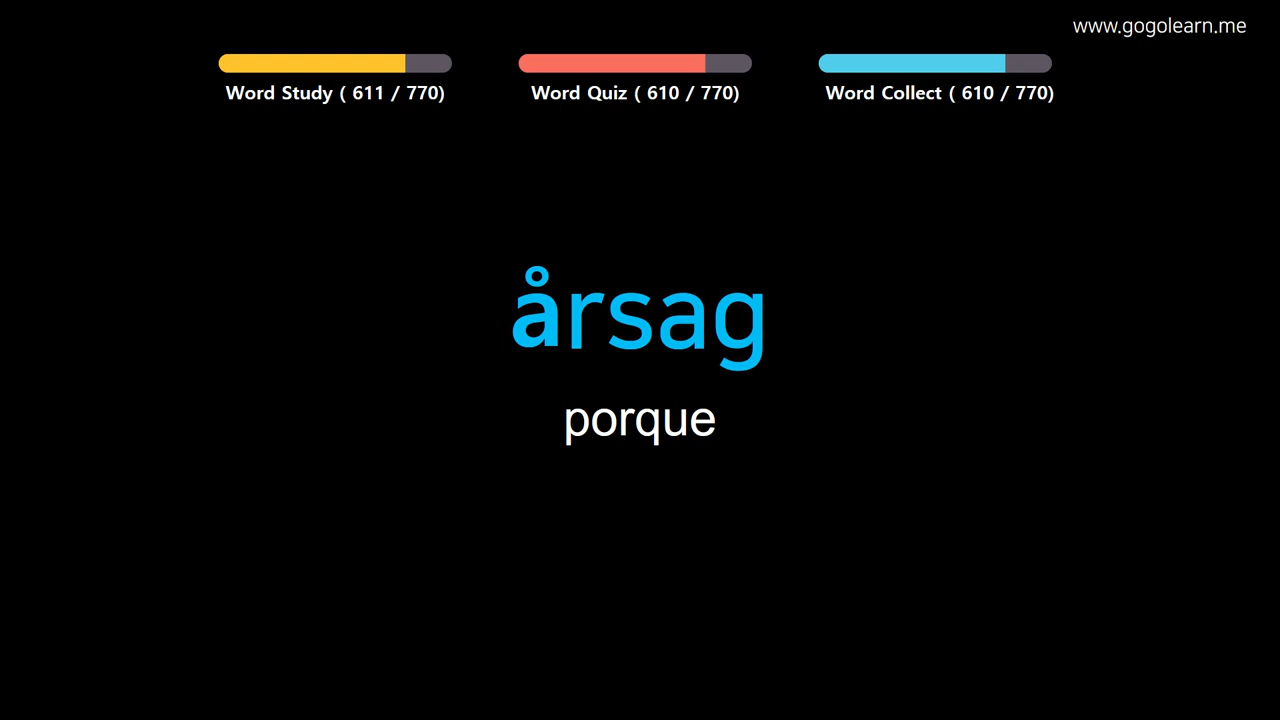 www.gogolearn.me
Word Study ( 611 / 770)
Word Quiz ( 610 / 770)
Word Collect ( 610 / 770)
årsag
porque